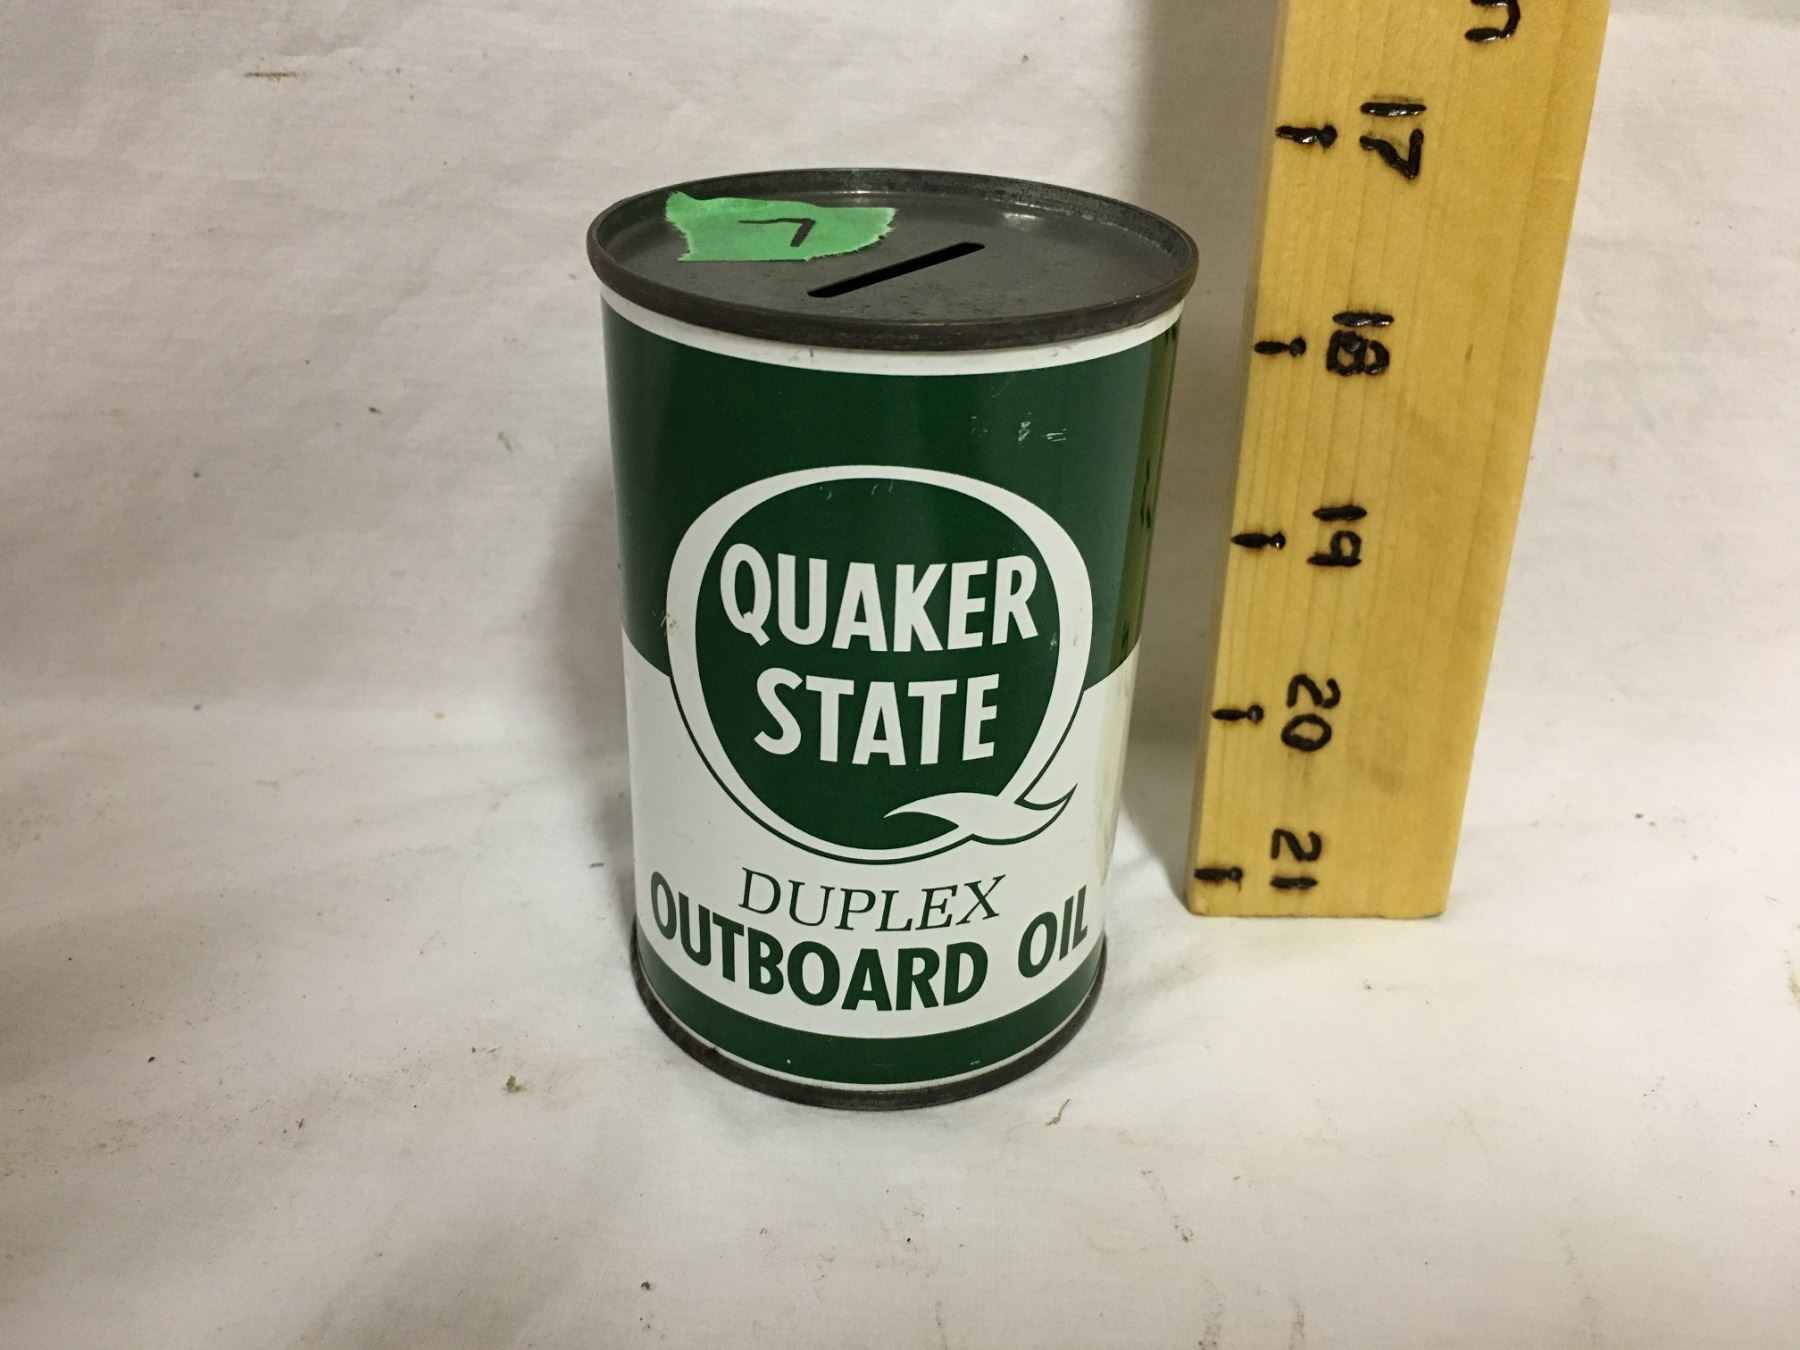 7
QUAKER
STATE
DUPLEX
OUTBOARD OIL
17
18
19
20
21